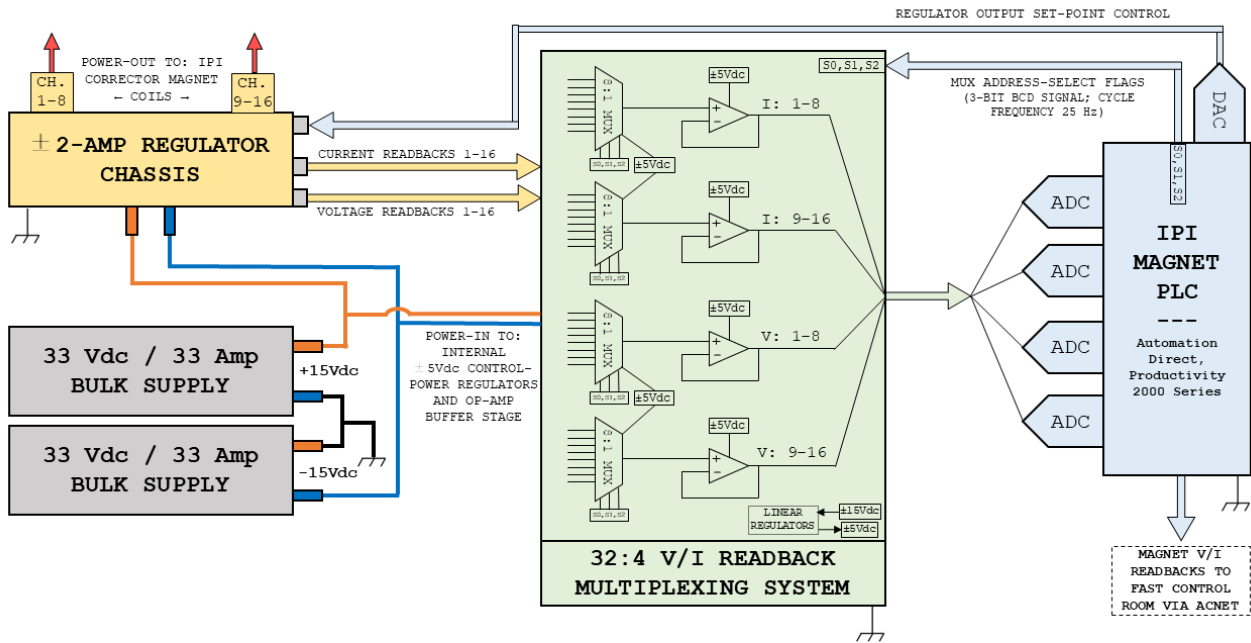 REGULATOR OUTPUT SET-POINT CONTROL
POWER-OUT TO: IPI
CORRECTOR MAGNET
← COILS →
CH.
1-8
CH.
9-16
±2-AMP REGULATOR
CHASSIS
CURRENT READBACKS 1-16
VOLTAGE READBACKS 1-16
33 Vdc / 33 Amp
BULK SUPPLY
+15Vdc
33 Vdc / 33 Amp
BULK SUPPLY
-15Vdc
POWER-IN TO:
INTERNAL
±5Vdc CONTROL-
POWER REGULATORS
AND OP-AMP
BUFFER STAGE
S0,S1,S2
8:1 MUX
S0,S1,S2
±5Vdc
±5Vdc
+
-
I: 1-8
8:1 MUX
S0,S1,S2
±5Vdc
+
-
I: 9-16
8:1 MUX
S0,S1,S2
±5Vdc
±5Vdc
+
-
V: 1-8
8:1 MUX
S0,S1,S2
±5Vdc
+
-
V: 9-16
LINEAR
REGULATORS
±15Vdc
±5Vdc
32:4 V/I READBACK
MULTIPLEXING SYSTEM
MUX ADDRESS-SELECT FLAGS
(3-BIT BCD SIGNAL; CYCLE
FREQUENCY 25 Hz)
DAC
S0,S1,S2
ADC
ADC
ADC
ADC
IPI
MAGNET
PLC
---
Automation
Direct,
Productivity
2000 Series
MAGNET V/I
READBACKS TO
FAST CONTROL
ROOM VIA ACNET